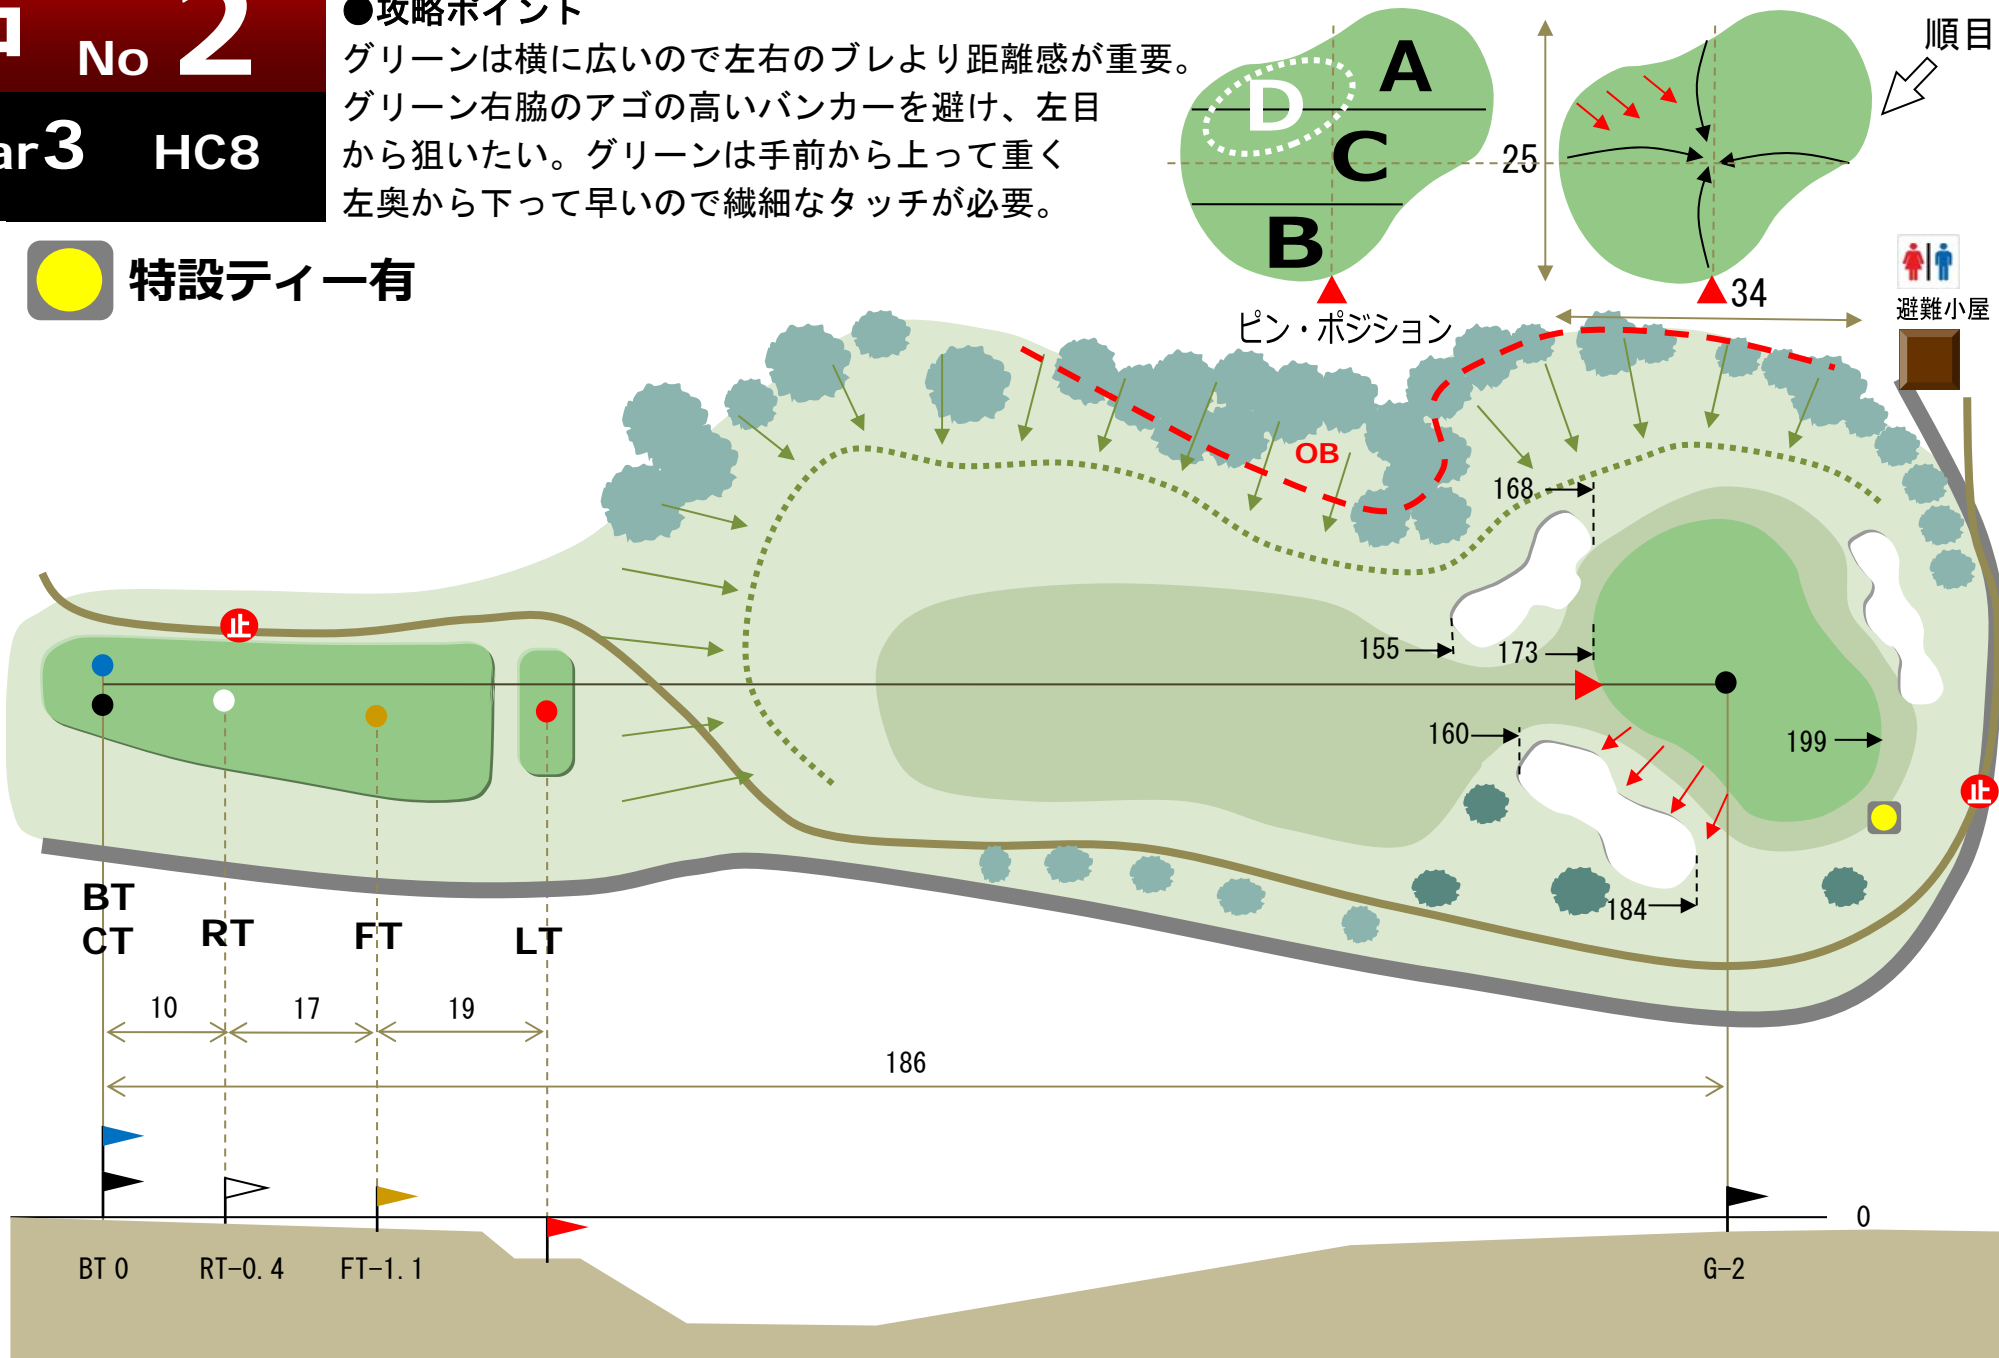 No 2
●攻略ポイント
グリーンは横に広いので左右のブレより距離感が重要。
グリーン右脇のアゴの高いバンカーを避け、左目
から狙いたい。グリーンは手前から上って重く
左奥から下って早いので繊細なタッチが必要。
ar3 HC8
特設ティー有
A
D
C
B
ピン・ポジション
25
34
順目
避難小屋
OB
168
155
173
160
199
184
止
止
BT
CT
RT
FT
LT
10
17
19
186
0
BT 0
RT-0.4
FT-1.1
G-2